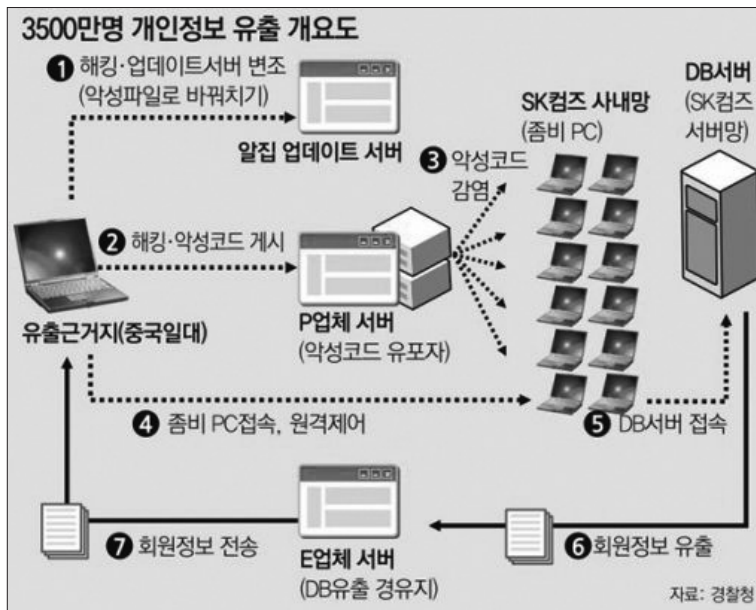 3500만명 개인정보 유출 개요도
❶ 해킹·업데이트서버 변조
(악성파일로 바꿔치기)
알집 업데이트 서버
SK컴즈 사내망
(좀비 PC)
DB서버
(SK컴즈
서버망)
❸ 악성코드
감염
❷ 해킹·악성코드 게시
유출근거지(중국일대)
P업체 서버
(악성코드 유포자)
❹ 좀비 PC접속, 원격제어
❺ DB서버 접속
❼ 회원정보 전송
E업체 서버
(DB유출 경유지)
❻ 회원정보 유출
자료: 경찰청